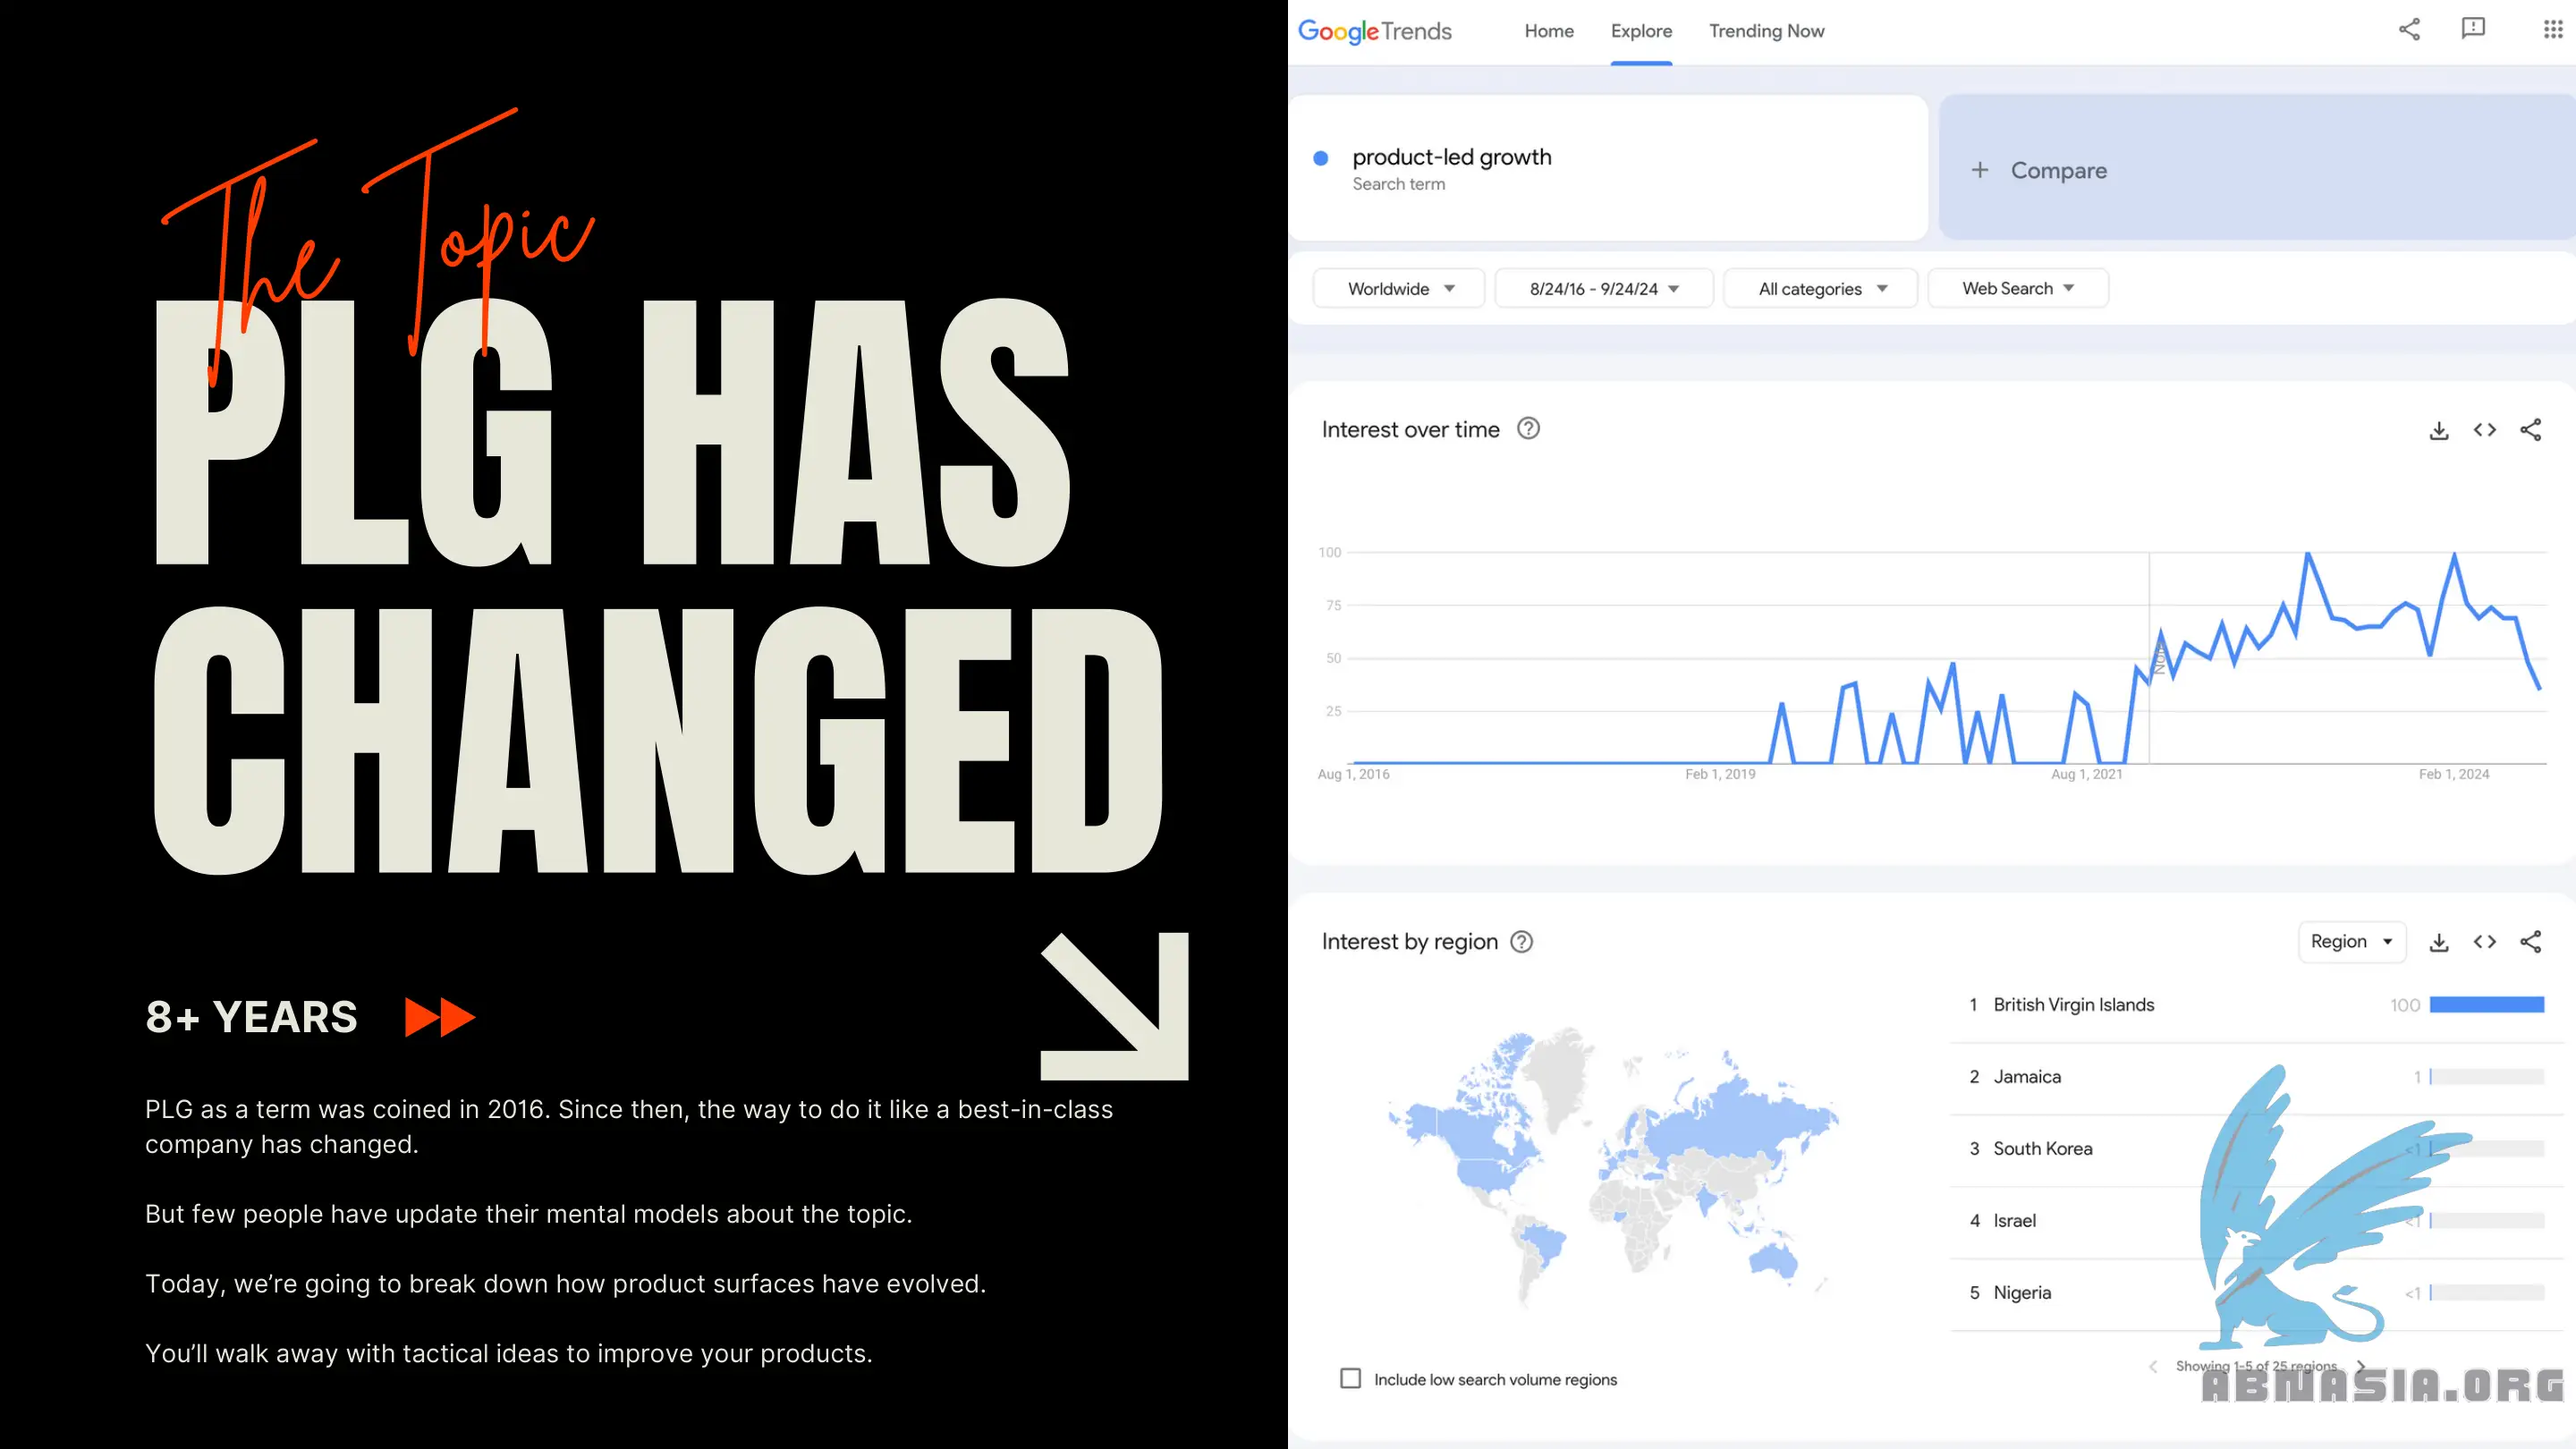 The Topic
PLG HAS
CHANGED
8+ YEARS
PLG as a term was coined in 2016. Since then, the way to do it like a best-in-class
company has changed.
But few people have update their mental models about the topic.
Today, we’re going to break down how product surfaces have evolved.
You’ll walk away with tactical ideas to improve your products.
Google Trends
Home
Explore
Trending Now
product-led growth
Search term
+ Compare
Worldwide
8/24/16 - 9/24/24
All categories
Web Search
Interest over time
100
75
50
25
Note
Aug 1, 2016
Feb 1, 2019
Aug 1, 2021
Feb 1, 2024
Interest by region
Region
1 British Virgin Islands 100
2 Jamaica 1
3 South Korea <1
4 Israel <1
5 Nigeria <1
Include low search volume regions
Showing 1-5 of 25 regions
ABNASIA.ORG